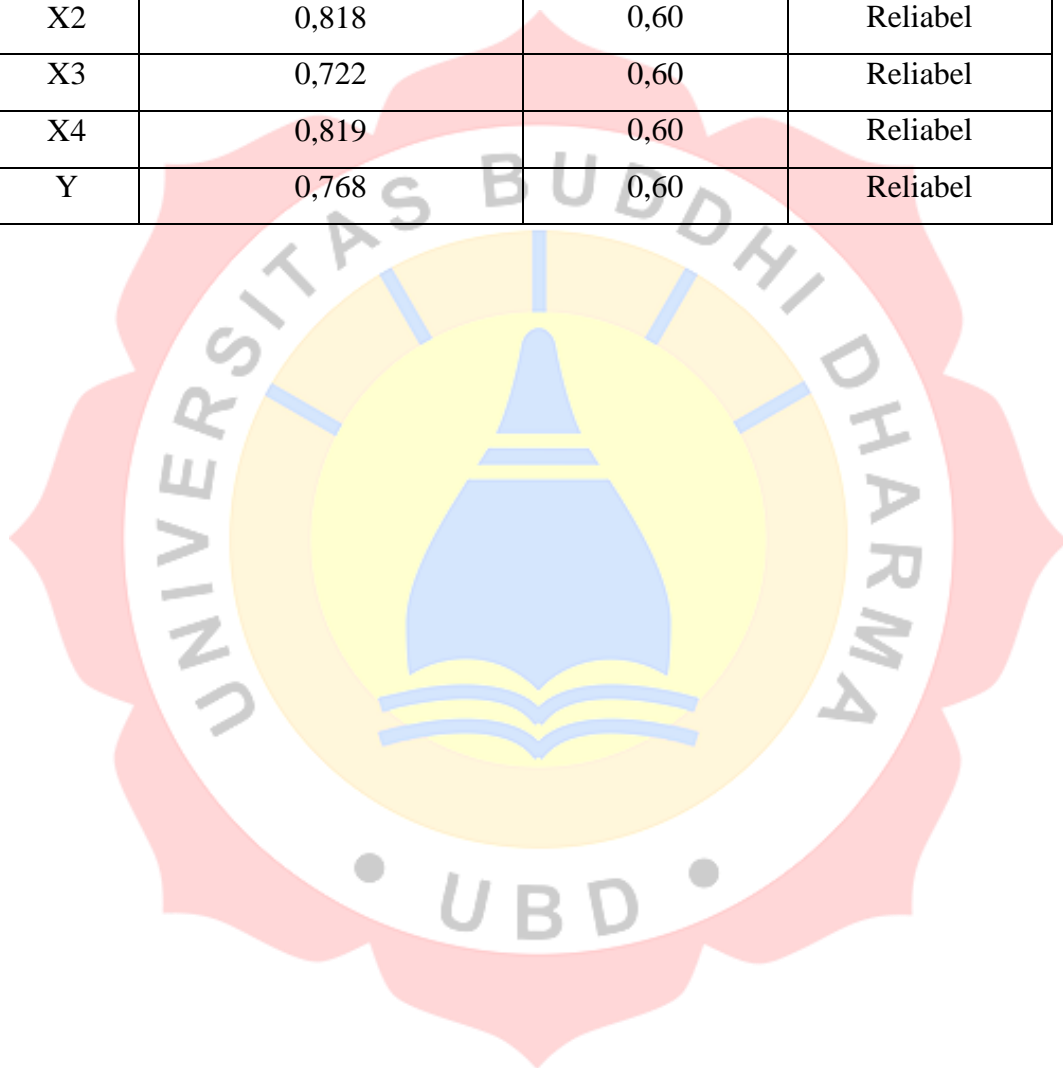 X2 0,818 0,60 Reliabel
X3 0,722 0,60 Reliabel
X4 0,819 0,60 Reliabel
Y 0,768 0,60 Reliabel
UNIVERSITAS BUDDHI DHARMA
• UBD •